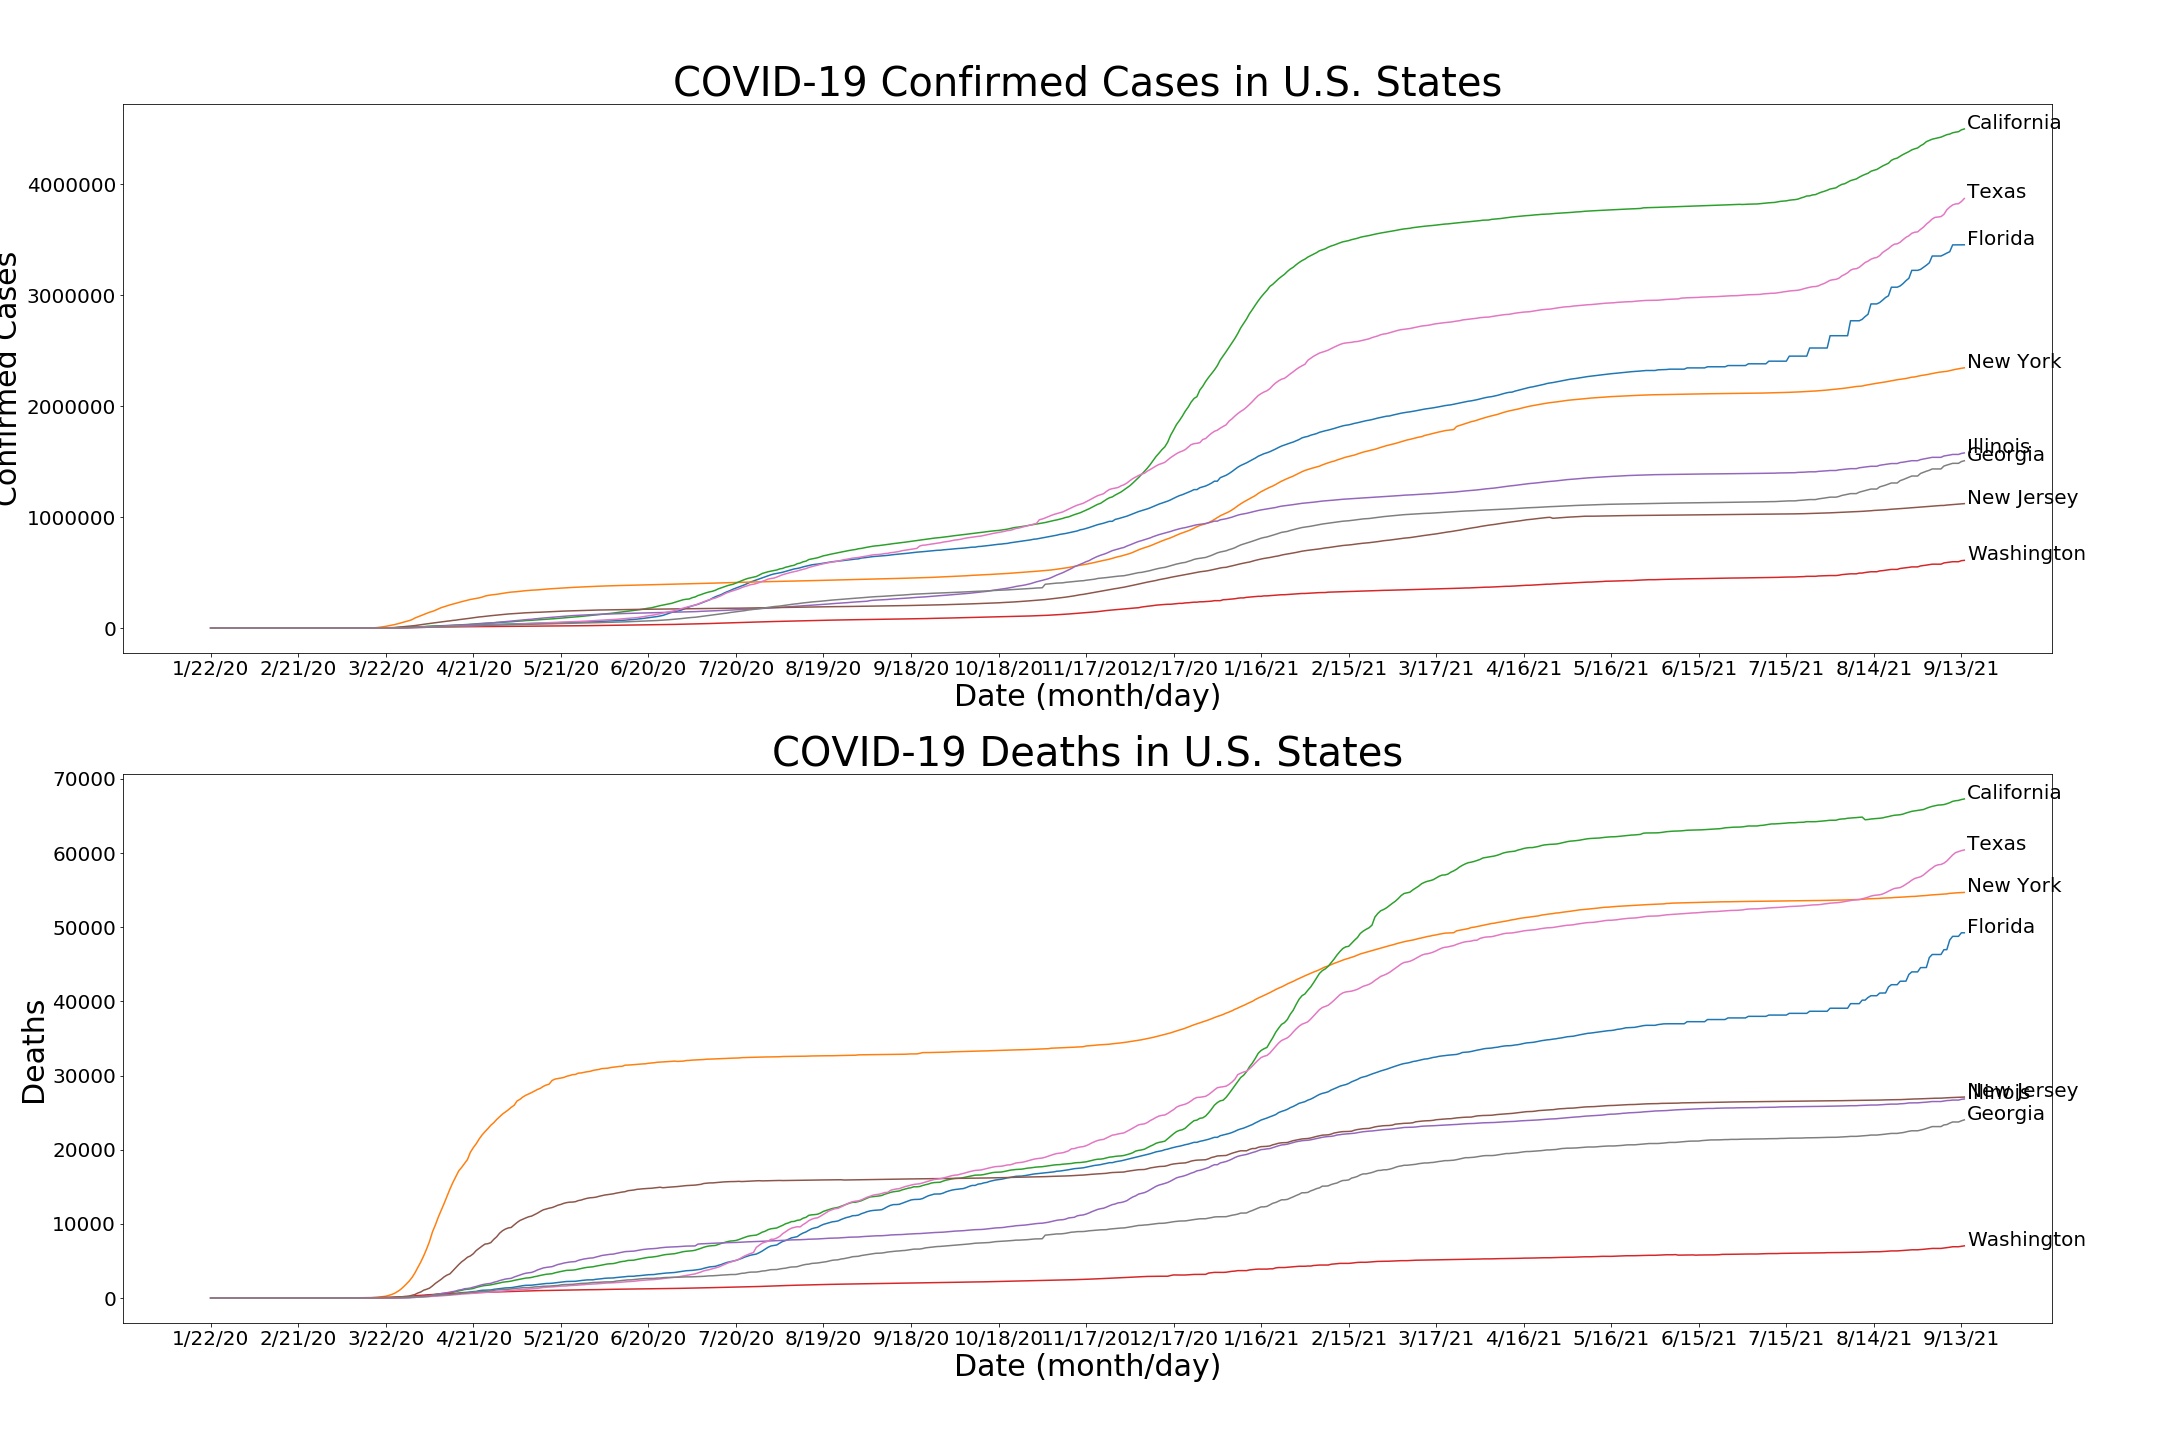 COVID-19 Confirmed Cases in U.S. States
Confirmed Cases
4000000
3000000
2000000
1000000
0
California
Texas
Florida
New York
Illinois
Georgia
New Jersey
Washington
1/22/20 2/21/20 3/22/20 4/21/20 5/21/20 6/20/20 7/20/20 8/19/20 9/18/20 10/18/20 11/17/20 12/17/20 1/16/21 2/15/21 3/17/21 4/16/21 5/16/21 6/15/21 7/15/21 8/14/21 9/13/21
Date (month/day)
COVID-19 Deaths in U.S. States
Deaths
70000
60000
50000
40000
30000
20000
10000
0
California
Texas
New York
Florida
New Jersey
Illinois
Georgia
Washington
1/22/20 2/21/20 3/22/20 4/21/20 5/21/20 6/20/20 7/20/20 8/19/20 9/18/20 10/18/20 11/17/20 12/17/20 1/16/21 2/15/21 3/17/21 4/16/21 5/16/21 6/15/21 7/15/21 8/14/21 9/13/21
Date (month/day)